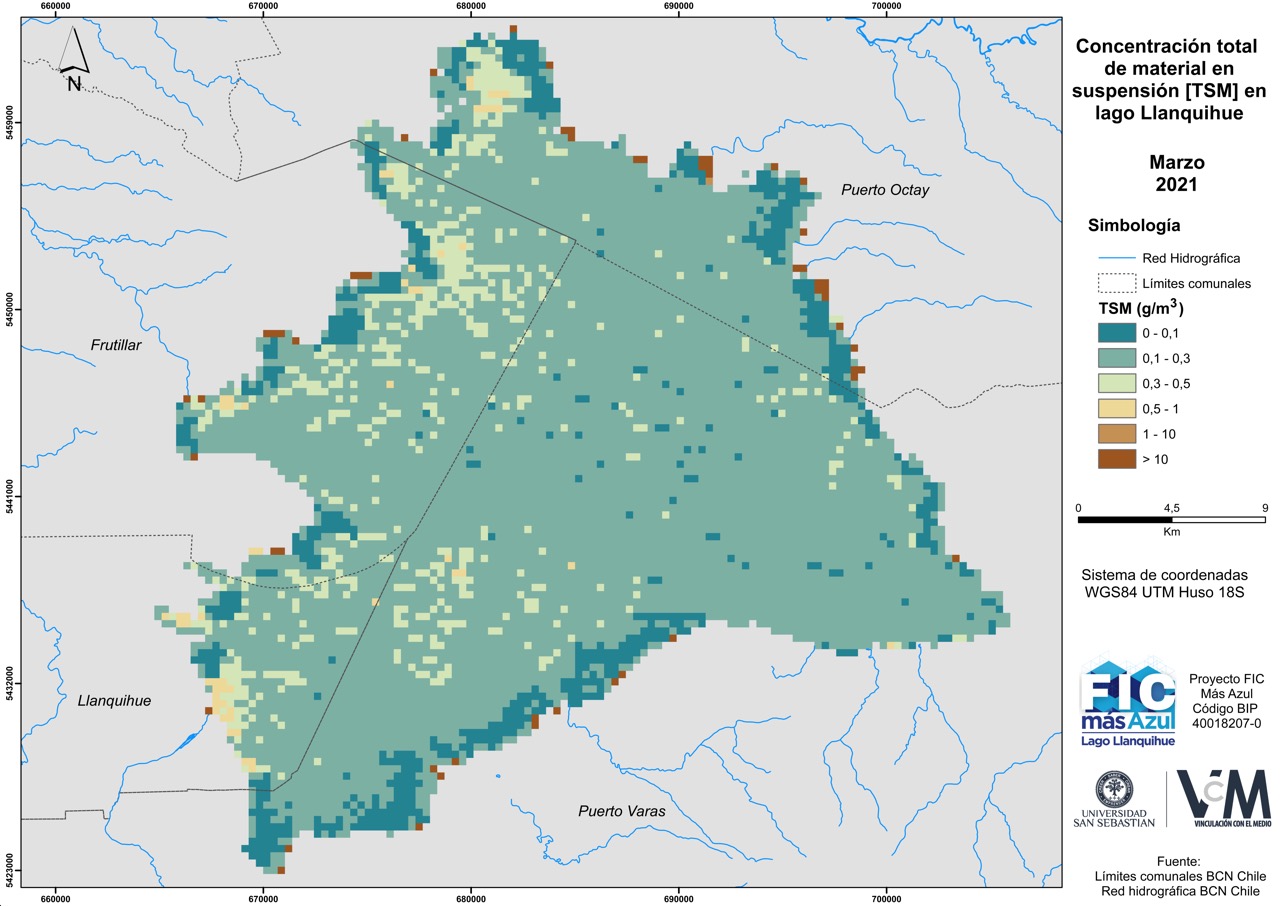 660000
670000
680000
690000
700000
N
5459000
5450000
5441000
5432000
5423000
Puerto Octay
Frutillar
Llanquihue
Puerto Varas
660000
670000
680000
690000
700000
Concentración total
de material en
suspensión [TSM] en
lago Llanquihue
Marzo
2021
Simbología
Red Hidrográfica
Límites comunales
TSM (g/m³)
0 - 0,1
0,1 - 0,3
0,3 - 0,5
0,5 - 1
1 - 10
> 10
0 4,5 9
Km
Sistema de coordenadas
WGS84 UTM Huso 18S
FIC
más Azul
Lago Llanquihue
Proyecto FIC
Más Azul
Código BIP
40018207-0
UNIVERSIDAD
SAN SEBASTIAN
VcM
VINCULACIÓN CON EL MEDIO
Fuente:
Límites comunales BCN Chile
Red hidrográfica BCN Chile